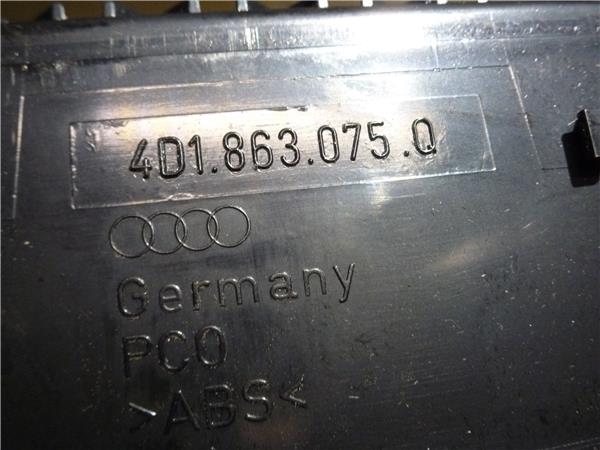 4D1.863.075.Q
Germany
PCO
>ABS<